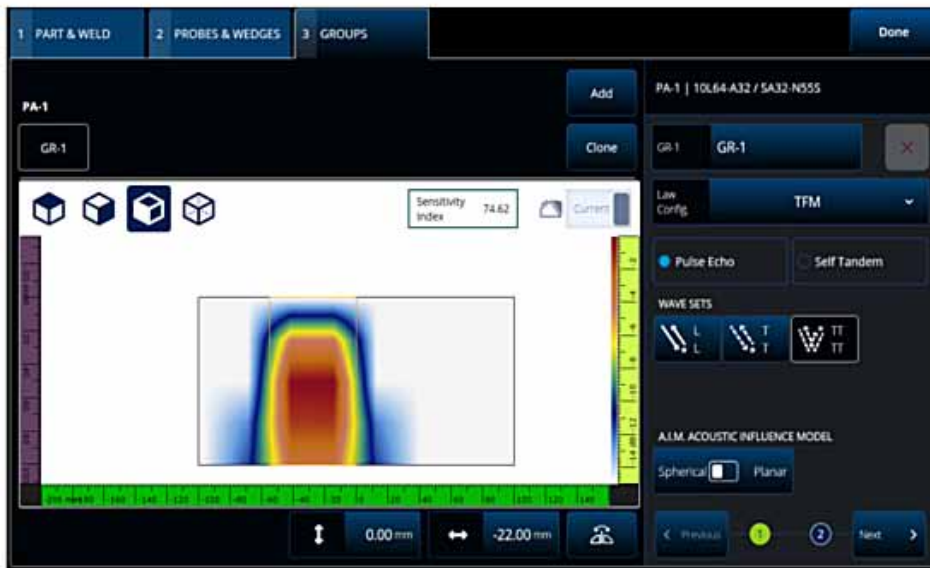 1 PART & WELD
2 PROBES & WEDGES
3 GROUPS
Done
PA-1
Add
GR-1
Clone
PA-1 | 10L64-A32 / SA32-N55S
GR-1
GR-1
Law Config.
TFM
Pulse Echo
Self Tandem
WAVE SETS
L
L
T
T
TT
TT
A.I.M. ACOUSTIC INFLUENCE MODEL
Spherical
Planar
Previous
1
2
Next
Sensitivity Index
74.62
Current
0.00 mm
-22.00 mm